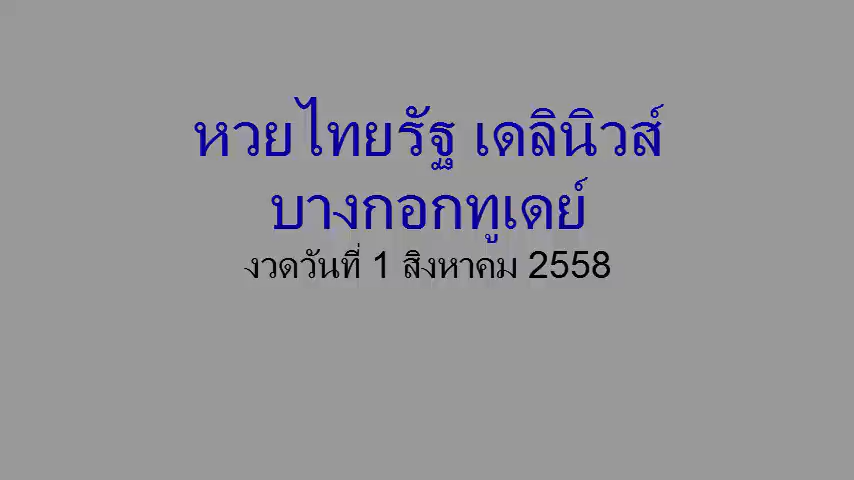 หวยไทยรัฐ เดลินิวส์
บางกอกทูเดย์
งวดวันที่ 1 สิงหาคม 2558